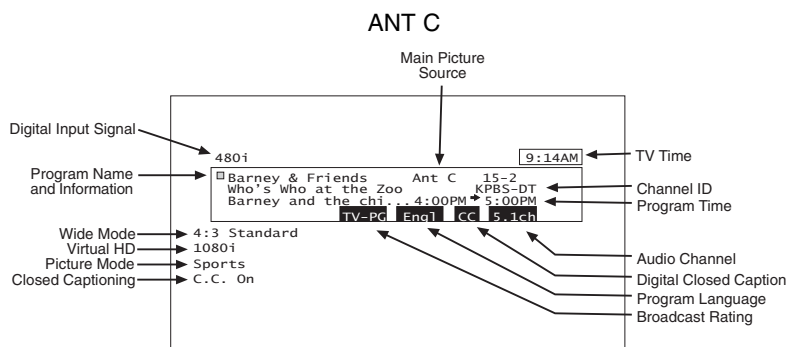 ANT C
Main Picture
Source
Digital Input Signal
480i
9:14AM
TV Time
Program Name
and Information
Barney & Friends Ant C 15-2
Who's Who at the Zoo KPBS-DT
Channel ID
Barney and the chi... 4:00PM ➡ 5:00PM
Program Time
TV-PG Engl CC 5.1ch
Wide Mode
4:3 Standard
Virtual HD
1080i
Picture Mode
Sports
Closed Captioning
C.C. On
Audio Channel
Digital Closed Caption
Program Language
Broadcast Rating